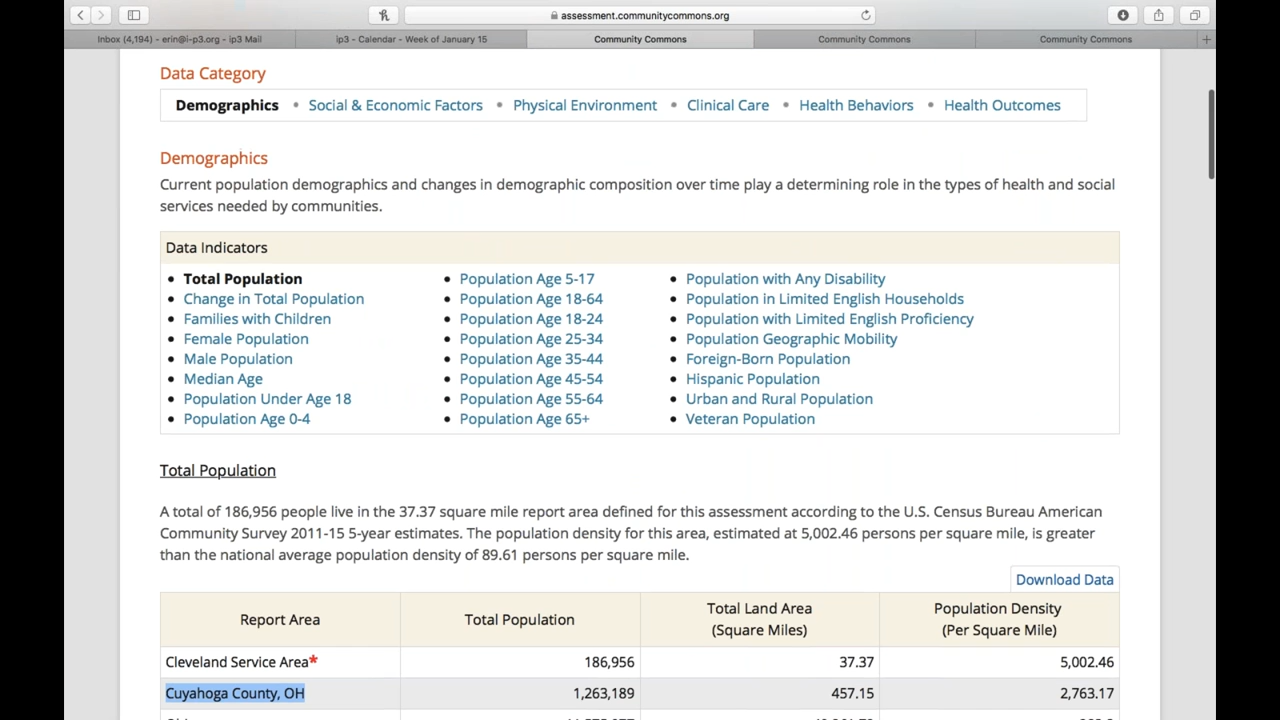 assessment.communitycommons.org
Inbox (4,194) - erin@i-p3.org - ip3 Mail
ip3 - Calendar - Week of January 15
Community Commons
Community Commons
Community Commons
Data Category
Demographics • Social & Economic Factors • Physical Environment • Clinical Care • Health Behaviors • Health Outcomes
Demographics
Current population demographics and changes in demographic composition over time play a determining role in the types of health and social
services needed by communities.
Data Indicators
• Total Population
• Change in Total Population
• Families with Children
• Female Population
• Male Population
• Median Age
• Population Under Age 18
• Population Age 0-4
• Population Age 5-17
• Population Age 18-64
• Population Age 18-24
• Population Age 25-34
• Population Age 35-44
• Population Age 45-54
• Population Age 55-64
• Population Age 65+
• Population with Any Disability
• Population in Limited English Households
• Population with Limited English Proficiency
• Population Geographic Mobility
• Foreign-Born Population
• Hispanic Population
• Urban and Rural Population
• Veteran Population
Total Population
A total of 186,956 people live in the 37.37 square mile report area defined for this assessment according to the U.S. Census Bureau American
Community Survey 2011-15 5-year estimates. The population density for this area, estimated at 5,002.46 persons per square mile, is greater
than the national average population density of 89.61 persons per square mile.
Download Data
Report Area
Total Population
Total Land Area
(Square Miles)
Population Density
(Per Square Mile)
Cleveland Service Area* 186,956 37.37 5,002.46
Cuyahoga County, OH 1,263,189 457.15 2,763.17